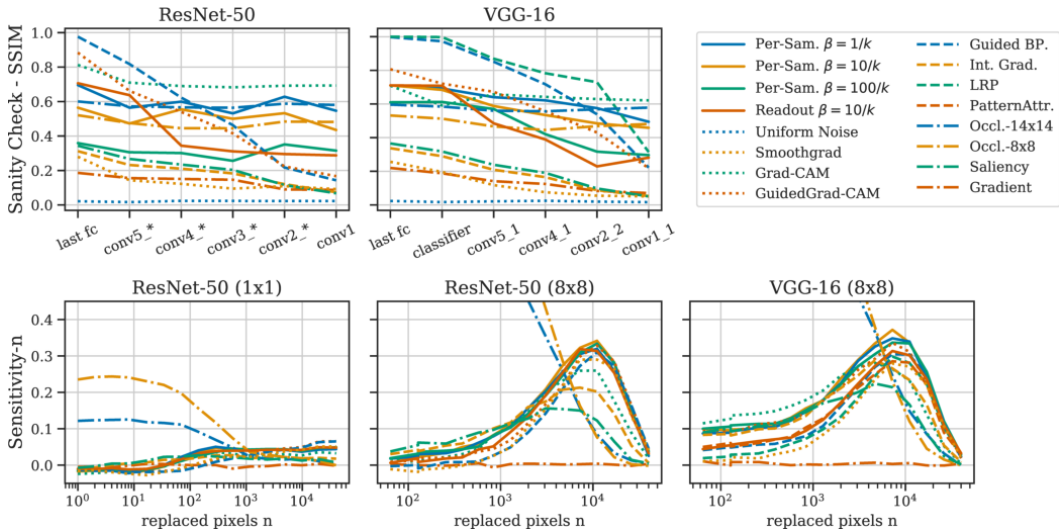 ResNet-50
VGG-16
Sanity Check - SSIM
1.0
0.8
0.6
0.4
0.2
0.0
last fc
conv5_*
conv4_*
conv3_*
conv2_*
conv1
last fc
classifier
conv5_1
conv4_1
conv2_2
conv1_1
Per-Sam. β = 1/k
Per-Sam. β = 10/k
Per-Sam. β = 100/k
Readout β = 10/k
Uniform Noise
Smoothgrad
Grad-CAM
GuidedGrad-CAM
Guided BP.
Int. Grad.
LRP
PatternAttr.
Occl.-14x14
Occl.-8x8
Saliency
Gradient
ResNet-50 (1x1)
ResNet-50 (8x8)
VGG-16 (8x8)
Sensitivity-n
0.4
0.3
0.2
0.1
0.0
10⁰ 10¹ 10² 10³ 10⁴
replaced pixels n
10² 10³ 10⁴
replaced pixels n
10² 10³ 10⁴
replaced pixels n